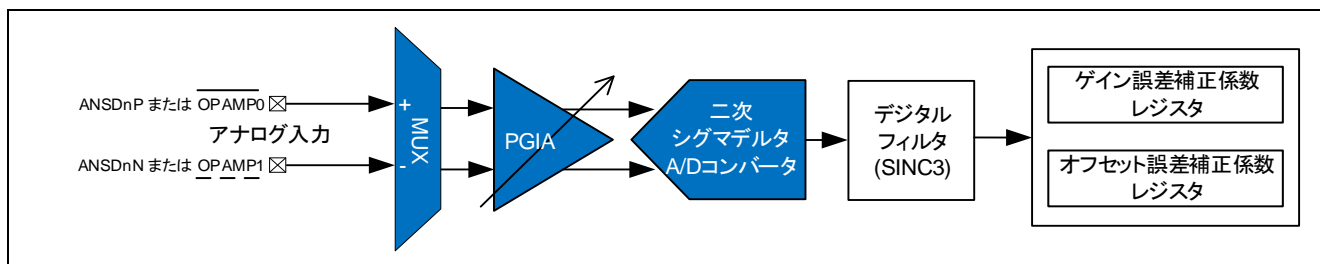 ANSDnP または OPAMP0
アナログ入力
ANSDnN または OPAMP1
+
MUX
-
PGIA
二次
シグマデルタ
A/Dコンバータ
デジタル
フィルタ
(SINC3)
ゲイン誤差補正係数
レジスタ
オフセット誤差補正係数
レジスタ